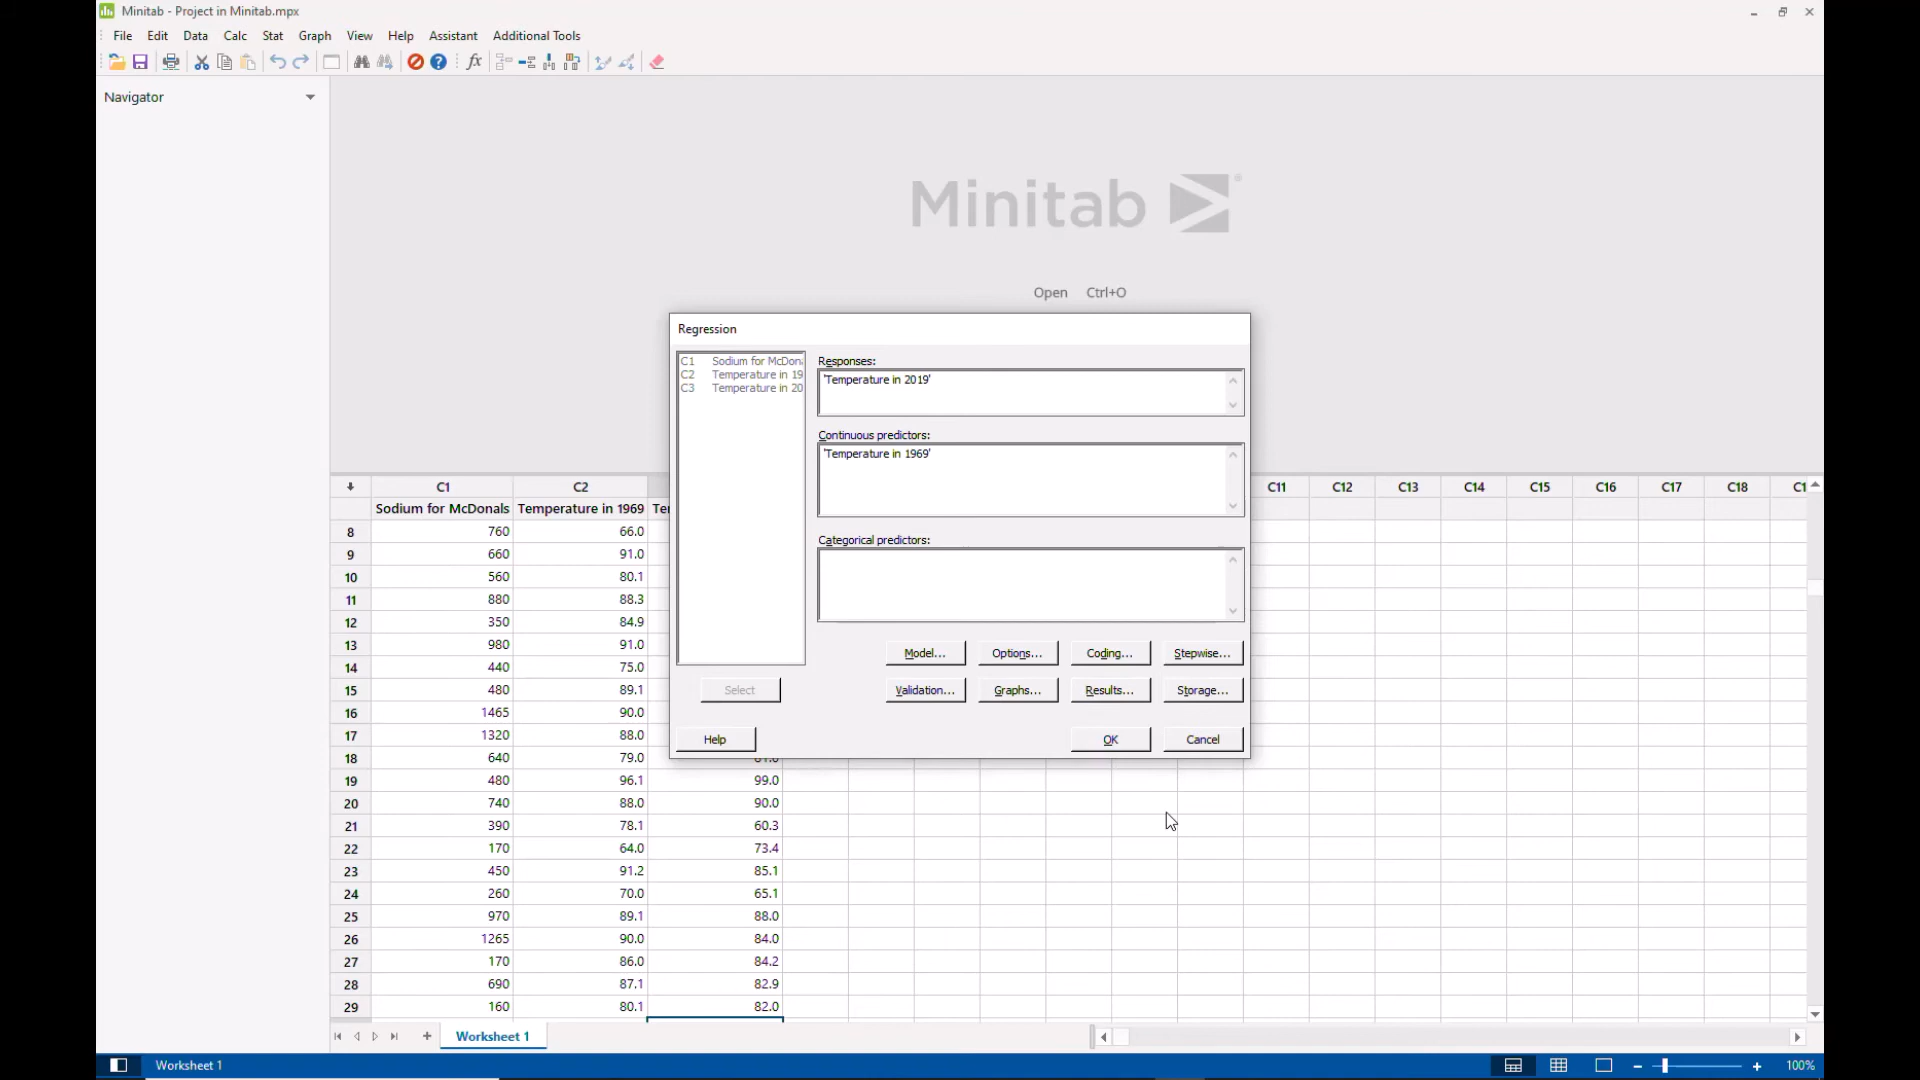 Minitab - Project in Minitab.mpx
File Edit Data Calc Stat Graph View Help Assistant Additional Tools
Navigator
Minitab
Open Ctrl+O
Regression
C1 Sodium for McDon
C2 Temperature in 19
C3 Temperature in 20
Responses:
'Temperature in 2019'
Continuous predictors:
'Temperature in 1969'
Categorical predictors:
Model... Options... Coding... Stepwise...
Select Validation... Graphs... Results... Storage...
Help OK Cancel
C1 C2 C11 C12 C13 C14 C15 C16 C17 C18 C1
Sodium for McDonals Temperature in 1969 Te
8 760 66.0
9 660 91.0
10 560 80.1
11 880 88.3
12 350 84.9
13 980 91.0
14 440 75.0
15 480 89.1
16 1465 90.0
17 1320 88.0
18 640 79.0
19 480 96.1 99.0
20 740 88.0 90.0
21 390 78.1 60.3
22 170 64.0 73.4
23 450 91.2 85.1
24 260 70.0 65.1
25 970 89.1 88.0
26 1265 90.0 84.0
27 170 86.0 84.2
28 690 87.1 82.9
29 160 80.1 82.0
Worksheet 1
Worksheet 1 100%